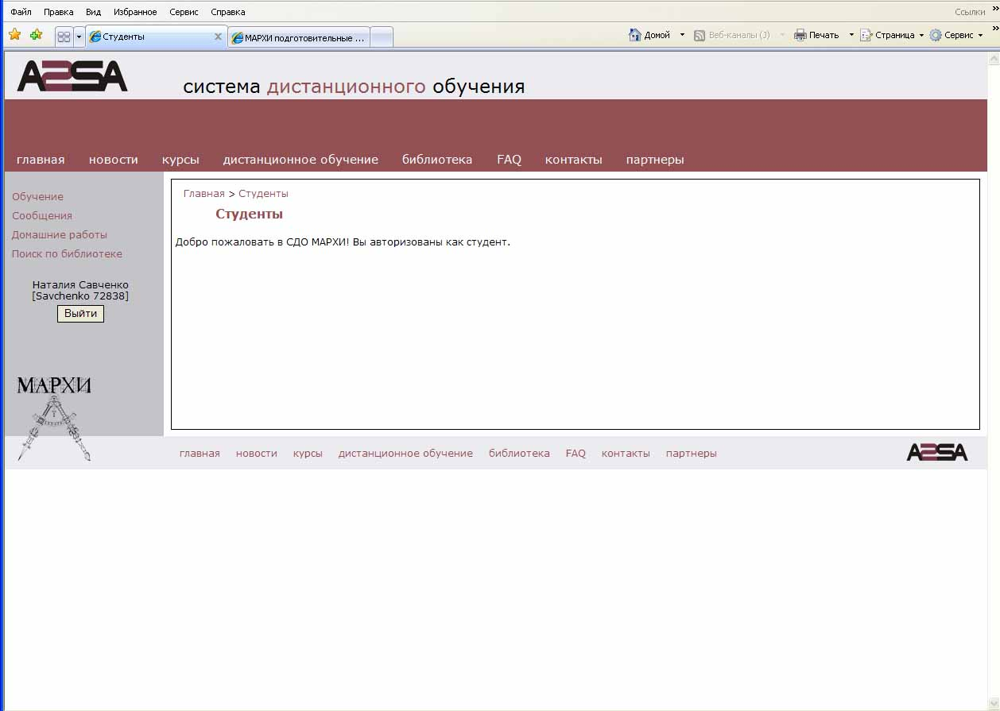 Файл Правка Вид Избранное Сервис Справка Ссылки »
Студенты МАРХИ подготовительные ... Домой Веб-каналы (J) Печать Страница Сервис »
A2SA
система дистанционного обучения
главная новости курсы дистанционное обучение библиотека FAQ контакты партнеры
Обучение
Сообщения
Домашние работы
Поиск по библиотеке
Наталия Савченко
[Savchenko 72838]
Выйти
МАРХИ
Главная > Студенты
Студенты
Добро пожаловать в СДО МАРХИ! Вы авторизованы как студент.
главная новости курсы дистанционное обучение библиотека FAQ контакты партнеры
A2SA